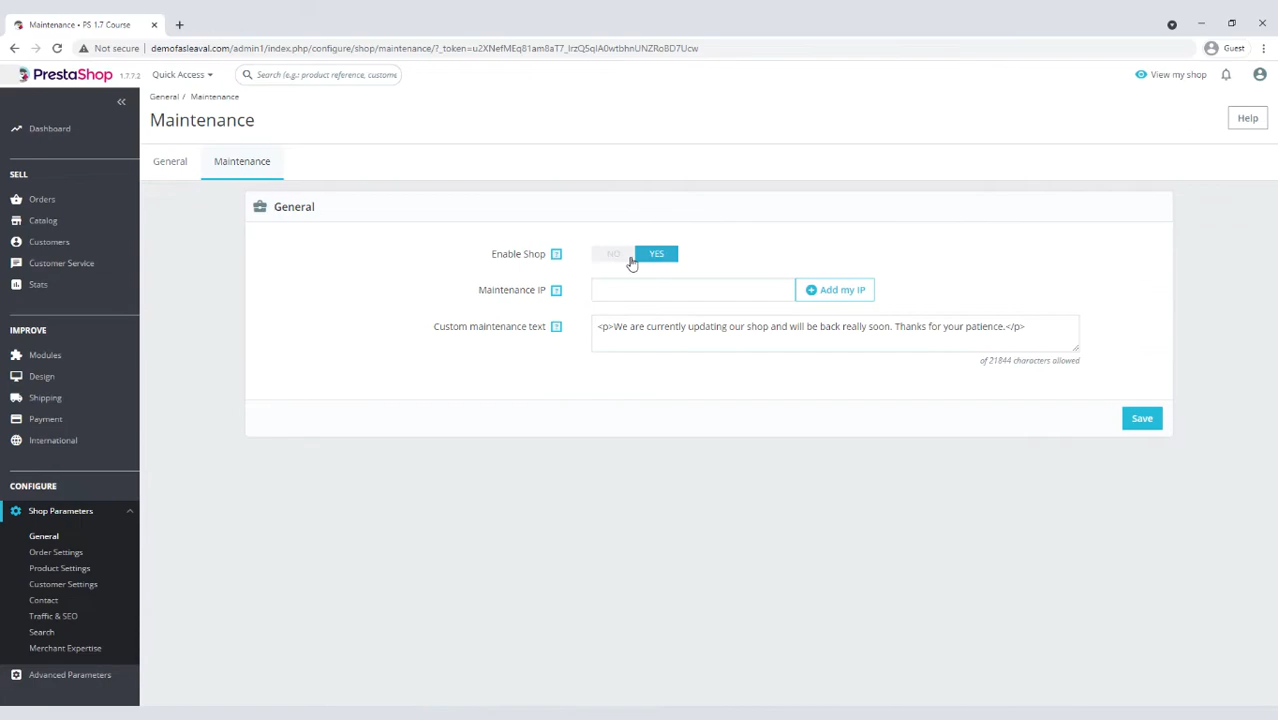 Maintenance • PS 1.7 Course
Not secure
demofasleaval.com/admin1/index.php/configure/shop/maintenance/?_token=u2XNefMEq81am8aT7_IrzQ5qIA0wtbhnUNZRoBD7Ucw
Guest
PrestaShop 1.7.7.2
Quick Access
Search (e.g.: product reference, custome
View my shop
General / Maintenance
Maintenance
Help
General
Maintenance
Dashboard
SELL
Orders
Catalog
Customers
Customer Service
Stats
IMPROVE
Modules
Design
Shipping
Payment
International
CONFIGURE
Shop Parameters
General
Order Settings
Product Settings
Customer Settings
Contact
Traffic & SEO
Search
Merchant Expertise
Advanced Parameters
General
Enable Shop ? NO YES
Maintenance IP ? Add my IP
Custom maintenance text ? <p>We are currently updating our shop and will be back really soon. Thanks for your patience.</p>
of 21844 characters allowed
Save